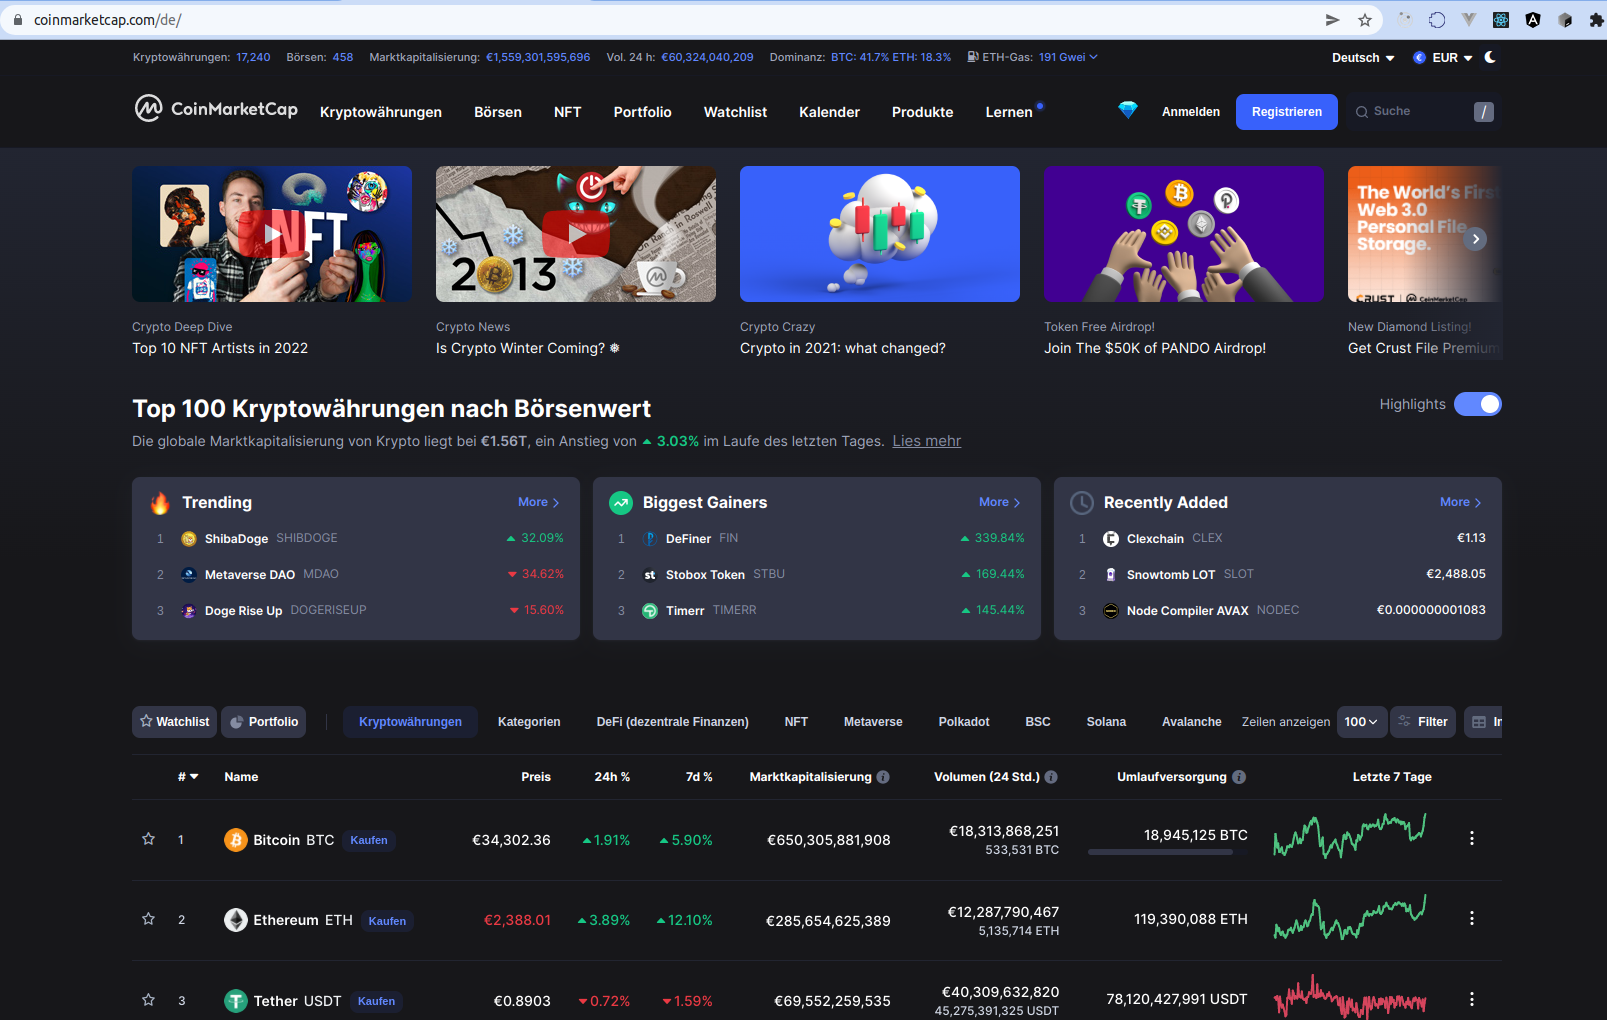 coinmarketcap.com/de/
Kryptowährungen: 17,240 Börsen: 458 Marktkapitalisierung: €1,559,301,595,696 Vol. 24 h: €60,324,040,209 Dominanz: BTC: 41.7% ETH: 18.3% ETH-Gas: 191 Gwei Deutsch € EUR
CoinMarketCap Kryptowährungen Börsen NFT Portfolio Watchlist Kalender Produkte Lernen Anmelden Registrieren Suche /
NFT
On
in Roswell
2013
The World's First
Web 3.0
Personal File
Storage.
CRUST | CoinMarketCap
Crypto Deep Dive
Top 10 NFT Artists in 2022
Crypto News
Is Crypto Winter Coming? ❅
Crypto Crazy
Crypto in 2021: what changed?
Token Free Airdrop!
Join The $50K of PANDO Airdrop!
New Diamond Listing!
Get Crust File Premium
Top 100 Kryptowährungen nach Börsenwert
Highlights
Die globale Marktkapitalisierung von Krypto liegt bei €1.56T, ein Anstieg von 3.03% im Laufe des letzten Tages. Lies mehr
Trending More
1 ShibaDoge SHIBDOGE 32.09%
2 Metaverse DAO MDAO 34.62%
3 Doge Rise Up DOGERISEUP 15.60%
Biggest Gainers More
1 DeFiner FIN 339.84%
2 st Stobox Token STBU 169.44%
3 Timerr TIMERR 145.44%
Recently Added More
1 Clexchain CLEX €1.13
2 Snowtomb LOT SLOT €2,488.05
3 Node Compiler AVAX NODEC €0.000000001083
Watchlist Portfolio Kryptowährungen Kategorien DeFi (dezentrale Finanzen) NFT Metaverse Polkadot BSC Solana Avalanche Zeilen anzeigen 100 Filter In
# Name Preis 24h % 7d % Marktkapitalisierung Volumen (24 Std.) Umlaufversorgung Letzte 7 Tage
1 Bitcoin BTC Kaufen €34,302.36 1.91% 5.90% €650,305,881,908 €18,313,868,251 18,945,125 BTC
533,531 BTC
2 Ethereum ETH Kaufen €2,388.01 3.89% 12.10% €285,654,625,389 €12,287,790,467 119,390,088 ETH
5,135,714 ETH
3 Tether USDT Kaufen €0.8903 0.72% 1.59% €69,552,259,535 €40,309,632,820 78,120,427,991 USDT
45,275,391,325 USDT